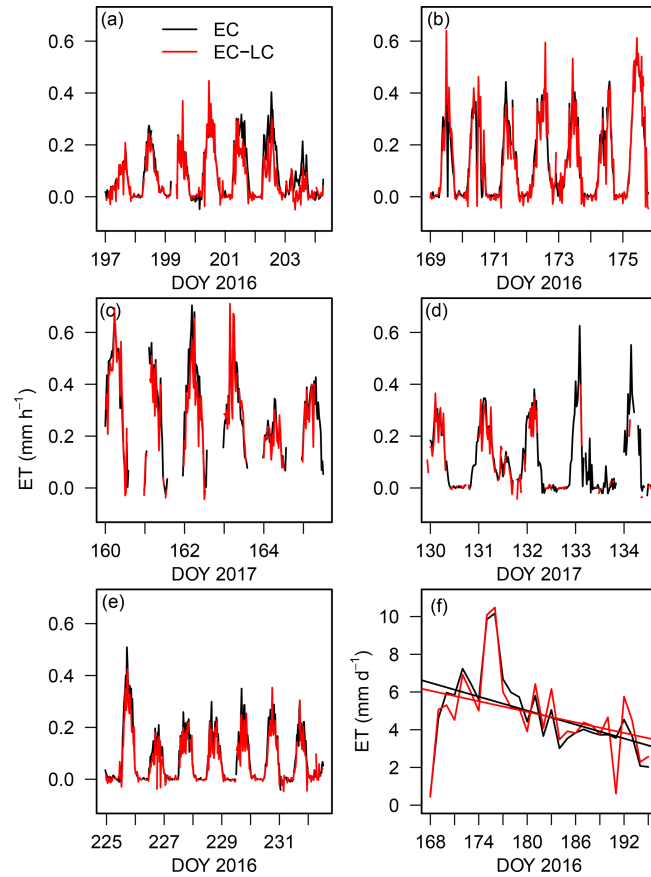 (a)
EC
EC−LC
(b)
0.6
0.4
0.2
0.0
0.6
0.4
0.2
0.0
197 199 201 203
169 171 173 175
DOY 2016
DOY 2016
(c)
(d)
0.6
0.4
0.2
0.0
0.6
0.4
0.2
0.0
ET (mm h⁻¹)
160 162 164
130 131 132 133 134
DOY 2017
DOY 2017
(e)
(f)
0.6
0.4
0.2
0.0
10
8
6
4
2
0
ET (mm d⁻¹)
225 227 229 231
168 174 180 186 192
DOY 2016
DOY 2016